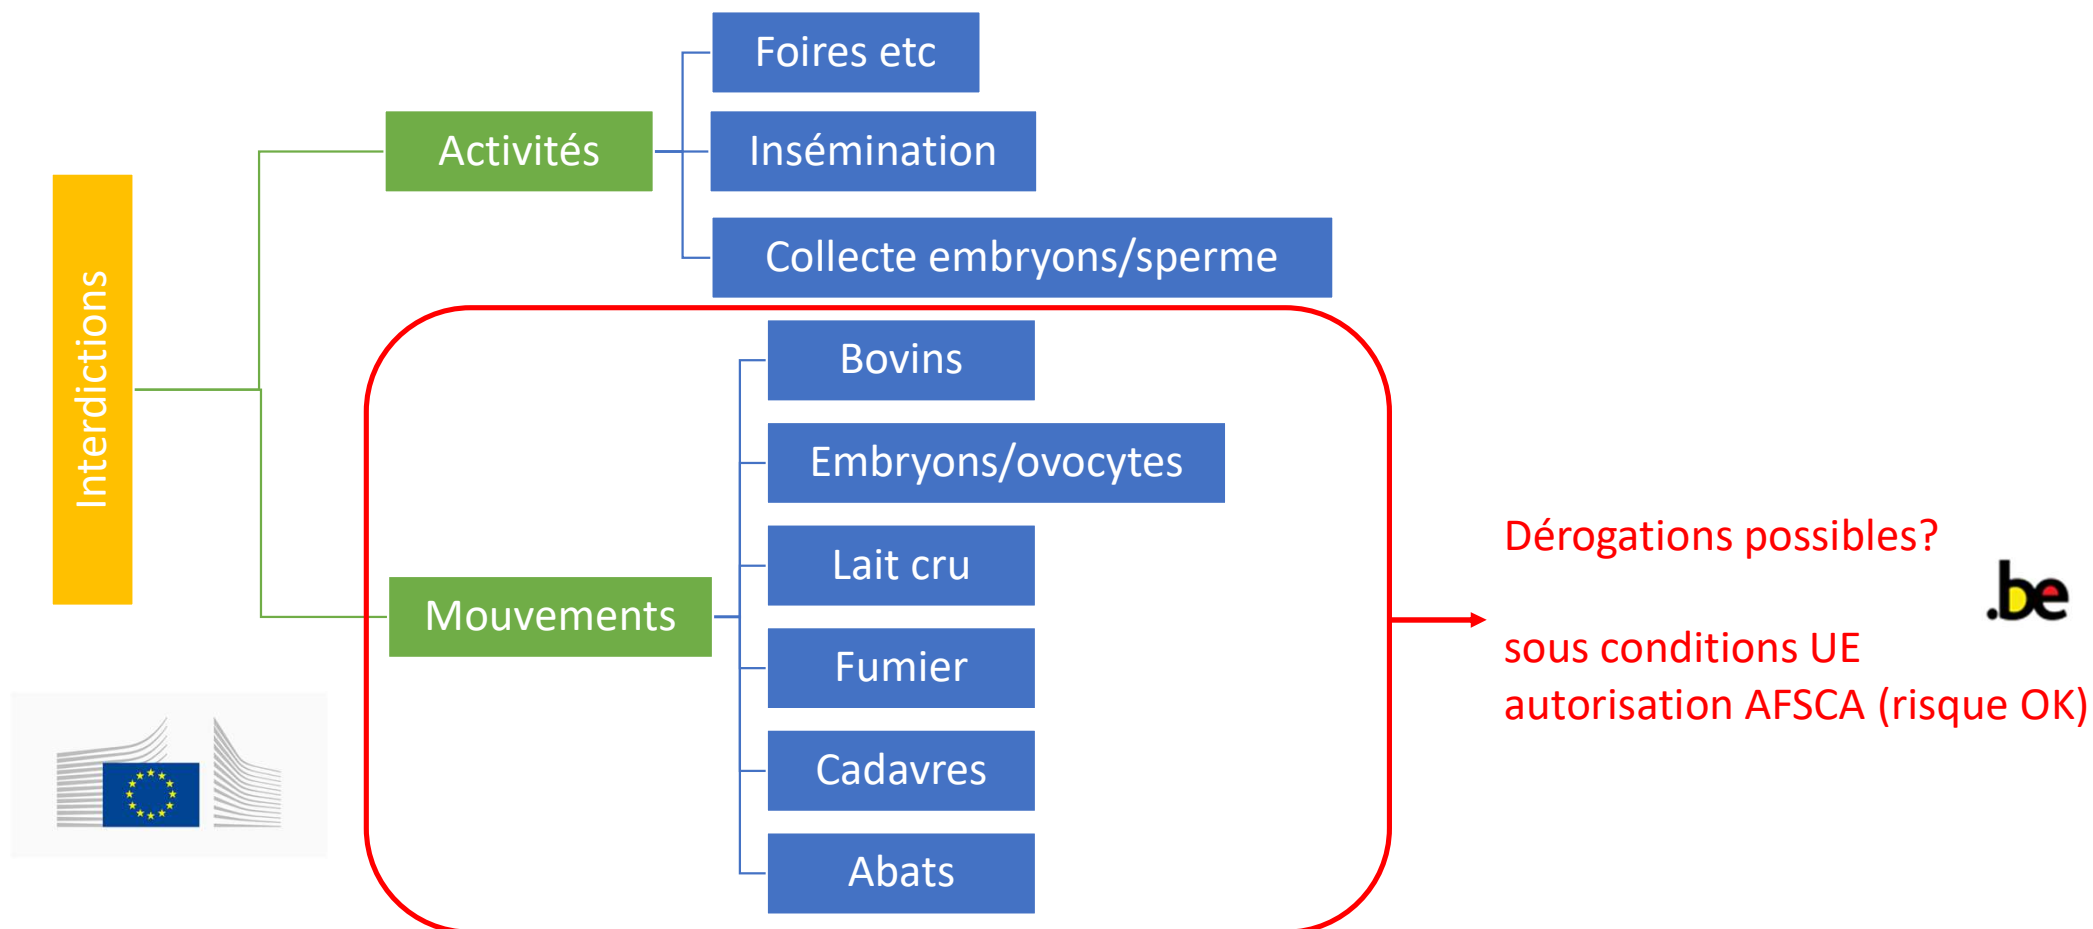 Interdictions
Activités
Foires etc
Insémination
Collecte embryons/sperme
Mouvements
Bovins
Embryons/ovocytes
Lait cru
Fumier
Cadavres
Abats
Dérogations possibles?
.be
sous conditions UE
autorisation AFSCA (risque OK)